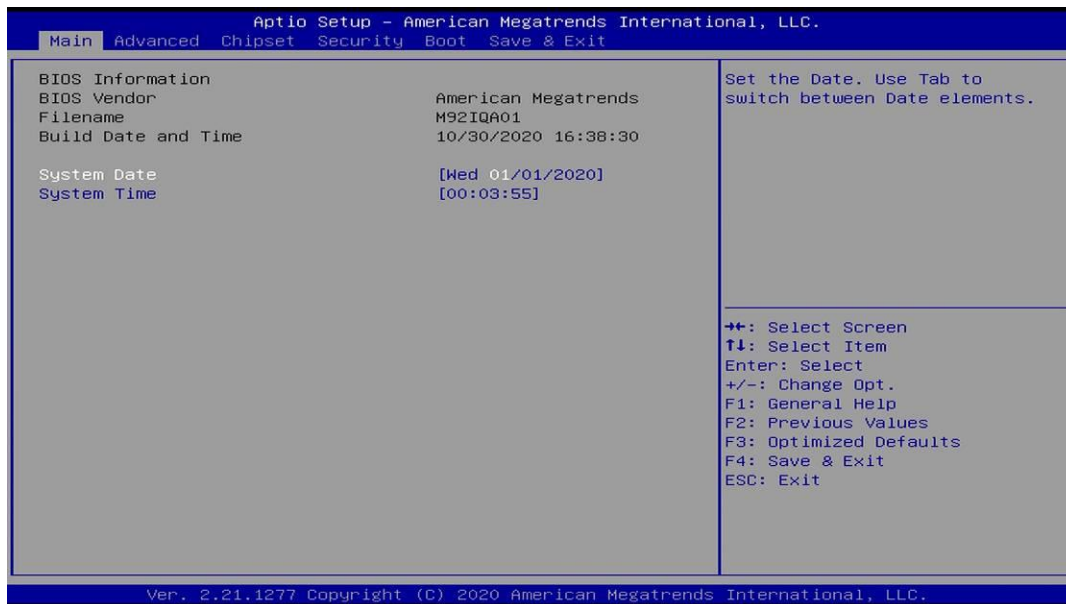 Aptio Setup – American Megatrends International, LLC.
Main Advanced Chipset Security Boot Save & Exit
BIOS Information
BIOS Vendor American Megatrends
Filename M92IQA01
Build Date and Time 10/30/2020 16:38:30
System Date [Wed 01/01/2020]
System Time [00:03:55]
Set the Date. Use Tab to
switch between Date elements.
→←: Select Screen
↑↓: Select Item
Enter: Select
+/-: Change Opt.
F1: General Help
F2: Previous Values
F3: Optimized Defaults
F4: Save & Exit
ESC: Exit
Ver. 2.21.1277 Copyright (C) 2020 American Megatrends International, LLC.